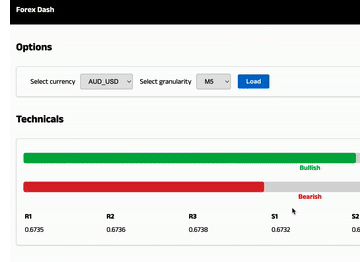 Forex Dash
Options
Select currency AUD_USD Select granularity M5 Load
Technicals
Bullish
Bearish
R1 R2 R3 S1 S2
0.6735 0.6736 0.6738 0.6732 0.6